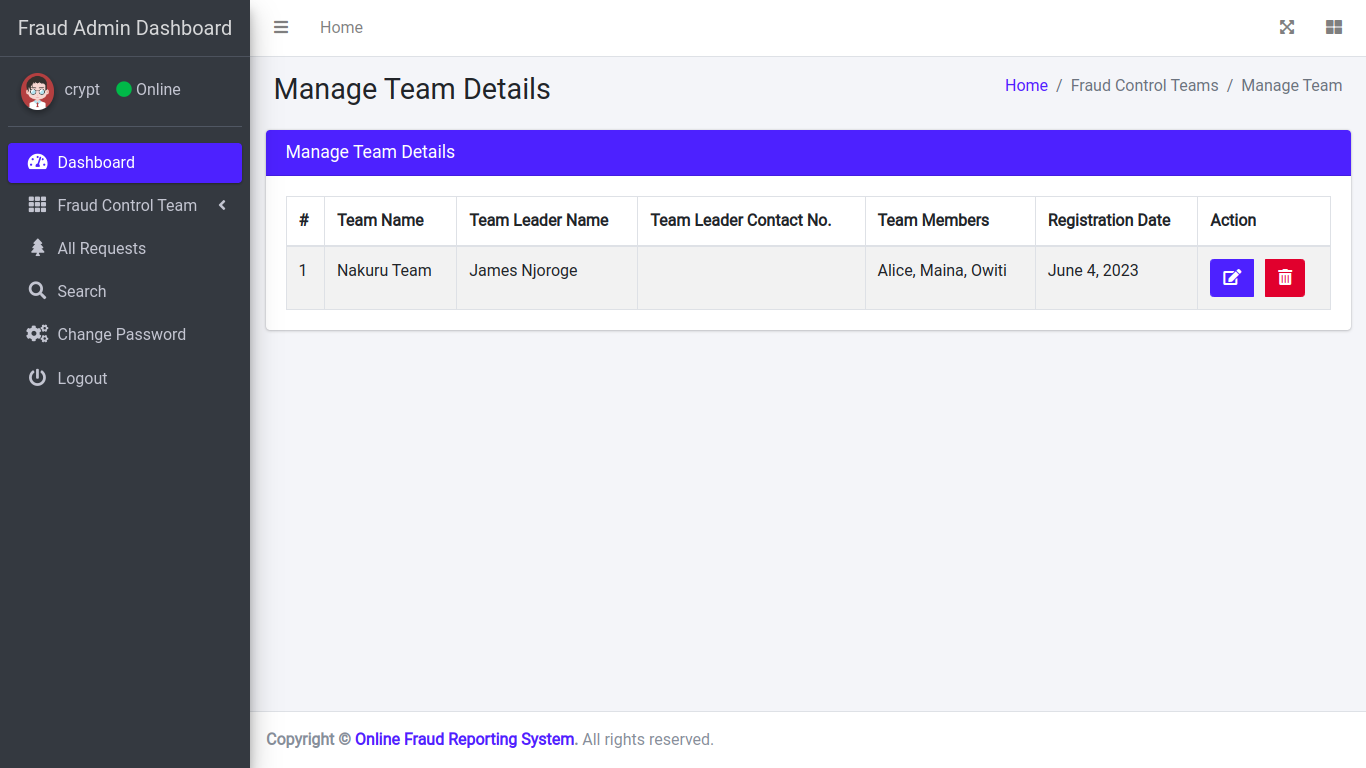 Fraud Admin Dashboard
Home
crypt Online
Dashboard
Fraud Control Team
All Requests
Search
Change Password
Logout
Manage Team Details
Home / Fraud Control Teams / Manage Team
Manage Team Details
# Team Name Team Leader Name Team Leader Contact No. Team Members Registration Date Action
1 Nakuru Team James Njoroge Alice, Maina, Owiti June 4, 2023
Copyright © Online Fraud Reporting System. All rights reserved.